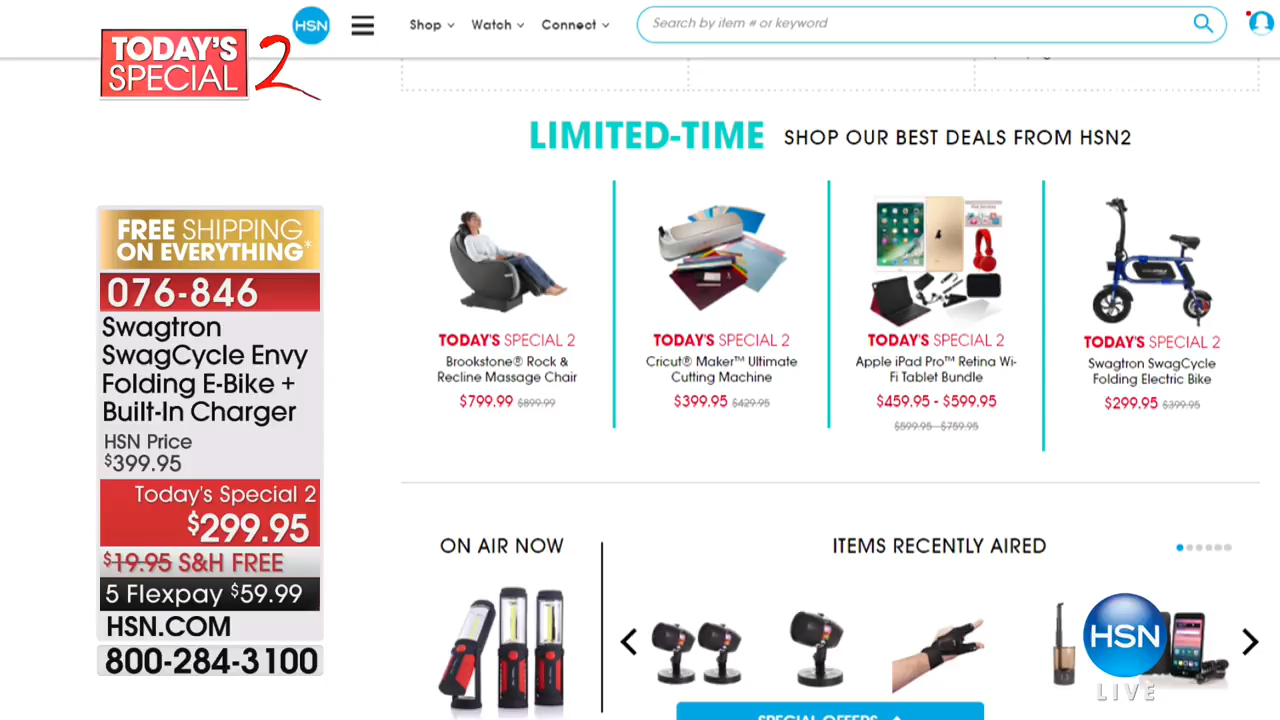 HSN
Shop
Watch
Connect
Search by item # or keyword
TODAY'S
SPECIAL 2
LIMITED-TIME SHOP OUR BEST DEALS FROM HSN2
FREE SHIPPING
ON EVERYTHING*
076-846
Swagtron
SwagCycle Envy
Folding E-Bike +
Built-In Charger
HSN Price
$399.95
Today's Special 2
$299.95
$19.95 S&H FREE
5 Flexpay $59.99
HSN.COM
800-284-3100
TODAY'S SPECIAL 2
Brookstone® Rock &
Recline Massage Chair
$799.99 $899.99
TODAY'S SPECIAL 2
Cricut® Maker™ Ultimate
Cutting Machine
$399.95 $429.95
TODAY'S SPECIAL 2
Apple iPad Pro™ Retina Wi-
Fi Tablet Bundle
$459.95 - $599.95
$599.95 - $759.95
TODAY'S SPECIAL 2
Swagtron SwagCycle
Folding Electric Bike
$299.95 $399.95
ON AIR NOW
ITEMS RECENTLY AIRED
HSN
LIVE
SPECIAL OFFERS